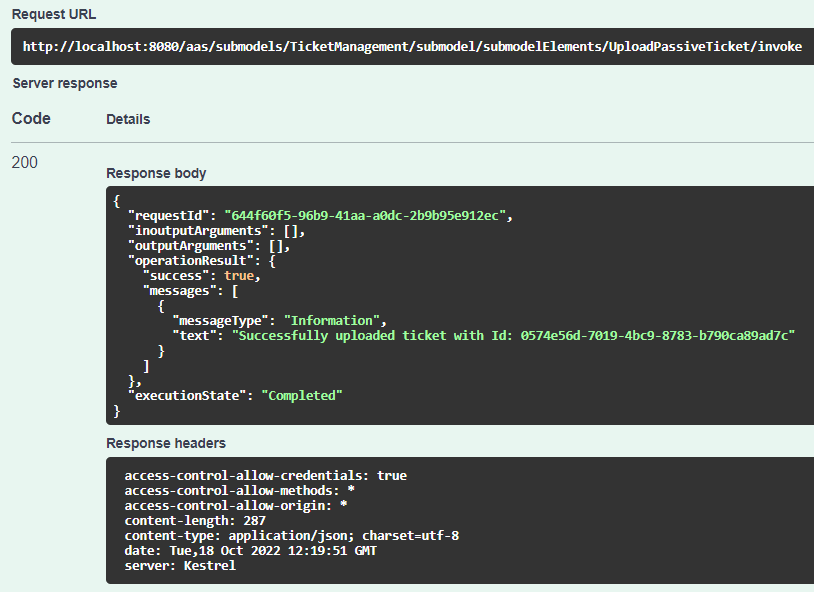 Request URL
http://localhost:8080/aas/submodels/TicketManagement/submodel/submodelElements/UploadPassiveTicket/invoke
Server response
Code Details
200
Response body
{
  "requestId": "644f60f5-96b9-41aa-a0dc-2b9b95e912ec",
  "inoutputArguments": [],
  "outputArguments": [],
  "operationResult": {
    "success": true,
    "messages": [
      {
        "messageType": "Information",
        "text": "Successfully uploaded ticket with Id: 0574e56d-7019-4bc9-8783-b790ca89ad7c"
      }
    ]
  },
  "executionState": "Completed"
}
Response headers
access-control-allow-credentials: true
access-control-allow-methods: *
access-control-allow-origin: *
content-length: 287
content-type: application/json; charset=utf-8
date: Tue,18 Oct 2022 12:19:51 GMT
server: Kestrel